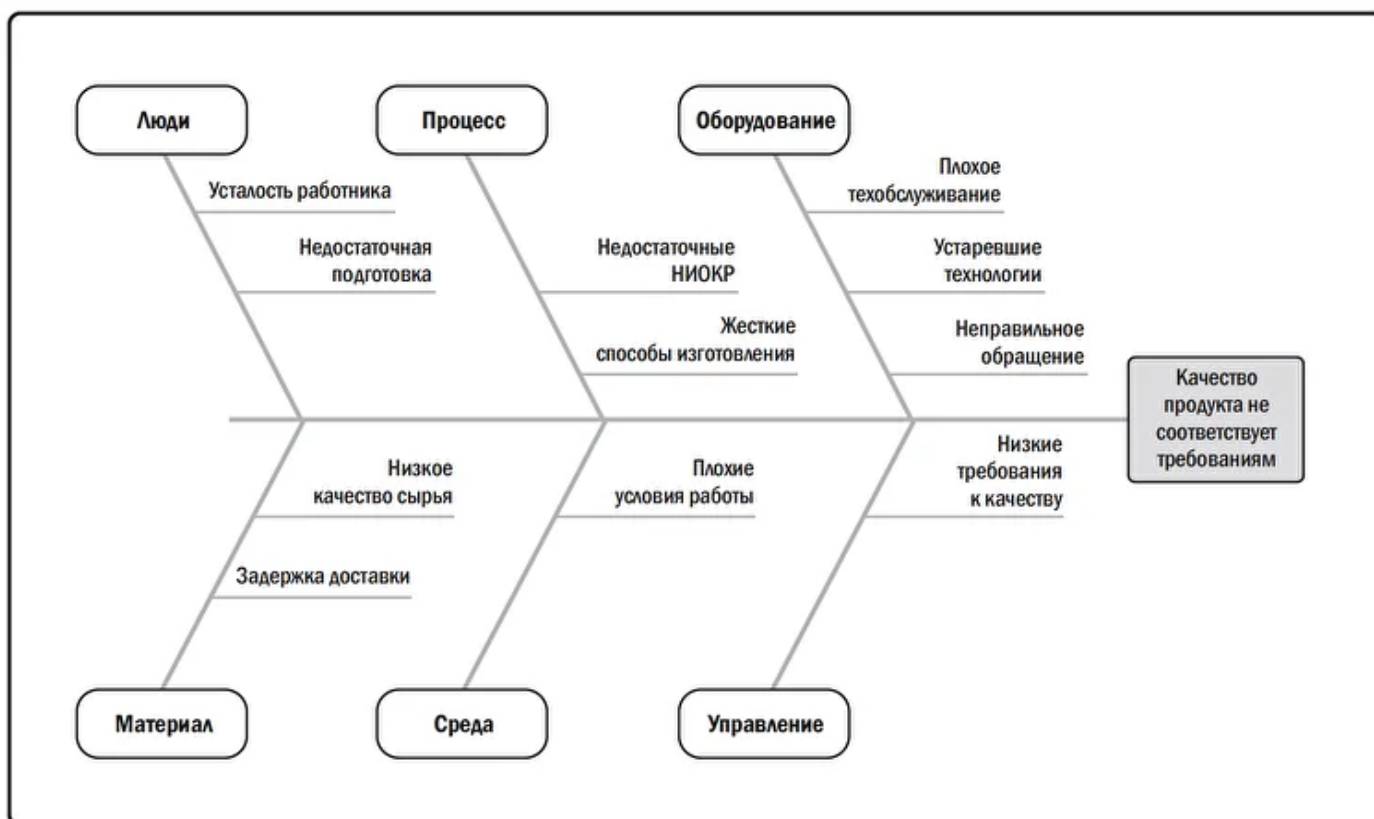 Люди
Процесс
Оборудование
Усталость работника
Недостаточная
подготовка
Недостаточные
НИОКР
Жесткие
способы изготовления
Плохое
техобслуживание
Устаревшие
технологии
Неправильное
обращение
Качество
продукта не
соответствует
требованиям
Низкое
качество сырья
Задержка доставки
Плохие
условия работы
Низкие
требования
к качеству
Материал
Среда
Управление